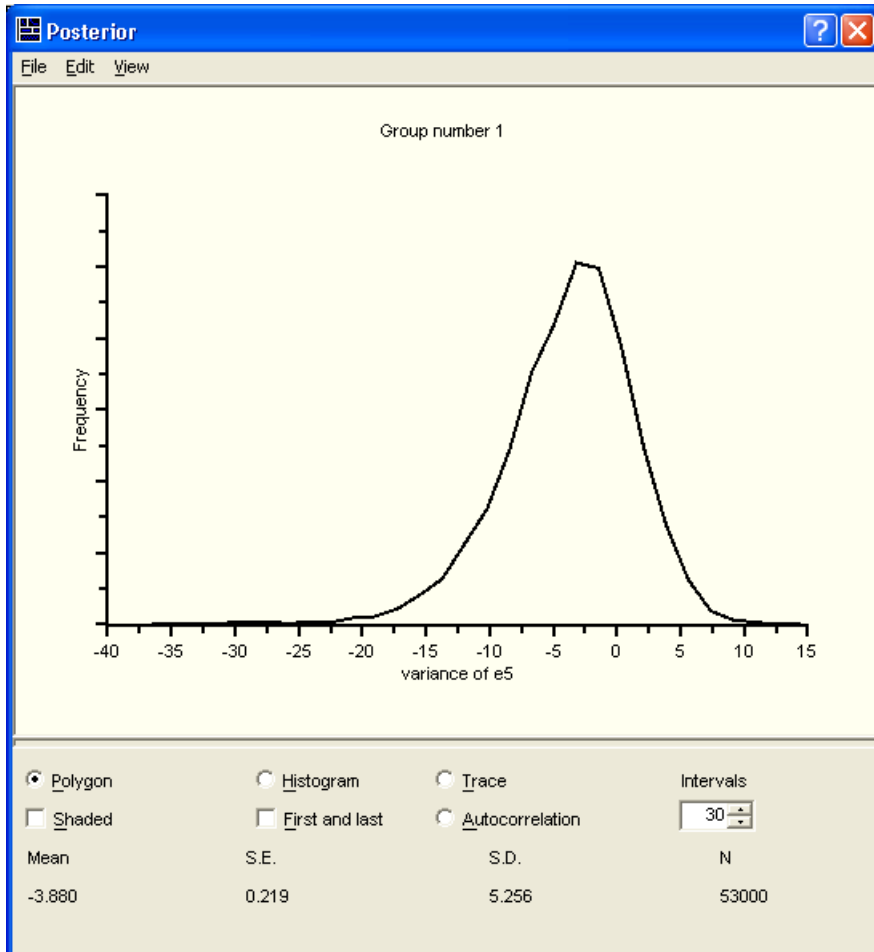 Posterior
File Edit View
Group number 1
Frequency
-40 -35 -30 -25 -20 -15 -10 -5 0 5 10 15
variance of e5
Polygon Histogram Trace Intervals
Shaded First and last Autocorrelation 30
Mean S.E. S.D. N
-3.880 0.219 5.256 53000